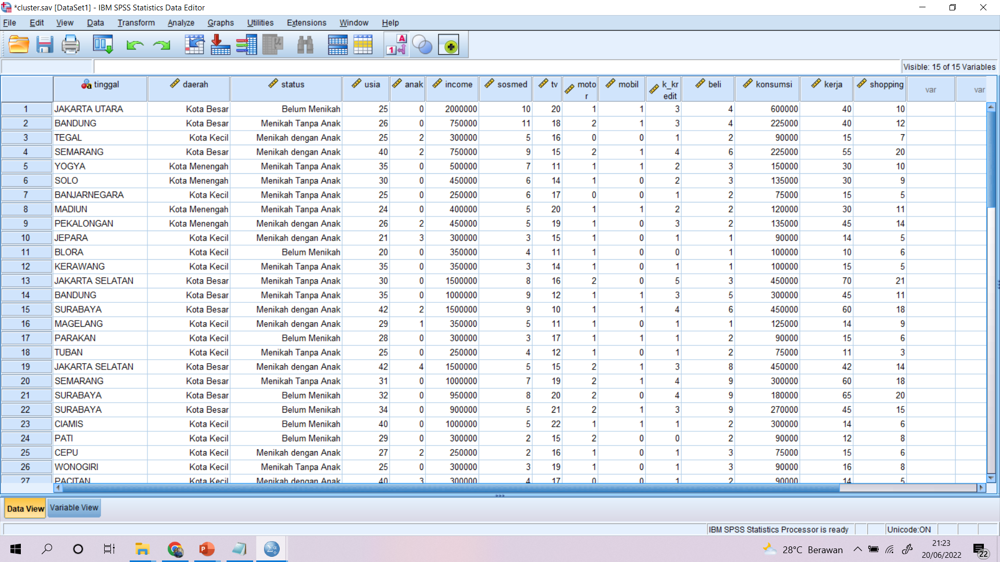 *cluster.sav [DataSet1] - IBM SPSS Statistics Data Editor
File Edit View Data Transform Analyze Graphs Utilities Extensions Window Help
Visible: 15 of 15 Variables
tinggal daerah status usia anak income sosmed tv motor mobil k_kredit beli konsumsi kerja shopping var var
1 JAKARTA UTARA Kota Besar Belum Menikah 25 0 2000000 10 20 1 1 3 4 600000 40 10
2 BANDUNG Kota Besar Menikah Tanpa Anak 26 0 750000 11 18 2 1 3 4 225000 40 12
3 TEGAL Kota Kecil Menikah dengan Anak 25 2 300000 5 16 0 0 1 2 90000 15 7
4 SEMARANG Kota Besar Menikah dengan Anak 40 2 750000 9 15 2 1 4 6 225000 55 20
5 YOGYA Kota Menengah Menikah Tanpa Anak 35 0 500000 7 11 1 1 2 3 150000 30 10
6 SOLO Kota Menengah Menikah Tanpa Anak 30 0 450000 6 14 1 0 2 3 135000 30 9
7 BANJARNEGARA Kota Kecil Menikah Tanpa Anak 25 0 250000 6 17 0 0 1 2 75000 15 5
8 MADIUN Kota Menengah Menikah Tanpa Anak 24 0 400000 5 20 1 1 2 2 120000 30 11
9 PEKALONGAN Kota Menengah Menikah dengan Anak 26 2 450000 5 19 1 0 3 2 135000 45 14
10 JEPARA Kota Kecil Menikah dengan Anak 21 3 300000 3 15 1 0 1 1 90000 14 5
11 BLORA Kota Kecil Belum Menikah 20 0 350000 4 11 1 0 0 1 100000 10 6
12 KERAWANG Kota Kecil Menikah Tanpa Anak 35 0 350000 3 14 1 0 1 1 100000 15 5
13 JAKARTA SELATAN Kota Besar Menikah Tanpa Anak 30 0 1500000 8 16 2 0 5 3 450000 70 21
14 BANDUNG Kota Besar Menikah Tanpa Anak 35 0 1000000 9 12 1 1 3 5 300000 45 11
15 SURABAYA Kota Besar Menikah dengan Anak 42 2 1500000 9 10 1 1 4 6 450000 60 18
16 MAGELANG Kota Kecil Menikah dengan Anak 29 1 350000 5 11 1 0 1 1 125000 14 9
17 PARAKAN Kota Kecil Belum Menikah 28 0 300000 3 17 1 1 1 2 90000 15 6
18 TUBAN Kota Kecil Menikah Tanpa Anak 25 0 250000 4 12 1 0 1 2 75000 11 3
19 JAKARTA SELATAN Kota Besar Menikah dengan Anak 42 4 1500000 5 15 2 1 3 8 450000 42 14
20 SEMARANG Kota Besar Menikah Tanpa Anak 31 0 1000000 7 19 2 1 4 9 300000 60 18
21 SURABAYA Kota Besar Belum Menikah 32 0 950000 8 20 2 0 4 9 180000 65 20
22 SURABAYA Kota Besar Belum Menikah 34 0 900000 5 21 2 1 3 9 270000 45 15
23 CIAMIS Kota Kecil Belum Menikah 40 0 1000000 5 22 1 1 1 2 300000 14 6
24 PATI Kota Kecil Belum Menikah 29 0 300000 2 15 2 0 0 2 90000 12 8
25 CEPU Kota Kecil Menikah dengan Anak 27 2 250000 2 16 1 0 1 3 75000 15 6
26 WONOGIRI Kota Kecil Menikah Tanpa Anak 25 0 300000 3 19 1 0 1 3 90000 16 8
27 PACITAN Kota Kecil Menikah dengan Anak 40 3 300000 4 17 0 0 1 2 90000 14 5
Data View Variable View
IBM SPSS Statistics Processor is ready Unicode:ON
28°C Berawan 21:23
20/06/2022 22